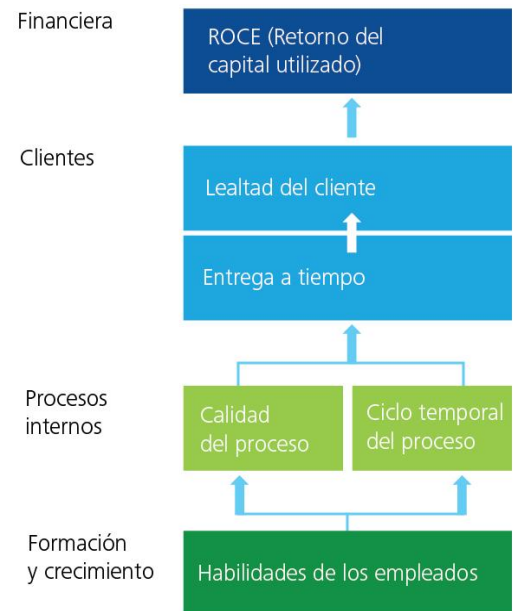 Financiera
ROCE (Retorno del
capital utilizado)
Clientes
Lealtad del cliente
Entrega a tiempo
Procesos
internos
Calidad
del proceso
Ciclo temporal
del proceso
Formación
y crecimiento
Habilidades de los empleados